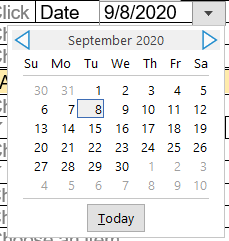 Click Date 9/8/2020
September 2020
Su Mo Tu We Th Fr Sa
30 31 1 2 3 4 5
6 7 8 9 10 11 12
13 14 15 16 17 18 19
20 21 22 23 24 25 26
27 28 29 30 1 2 3
4 5 6 7 8 9 10
Today
Choose an item